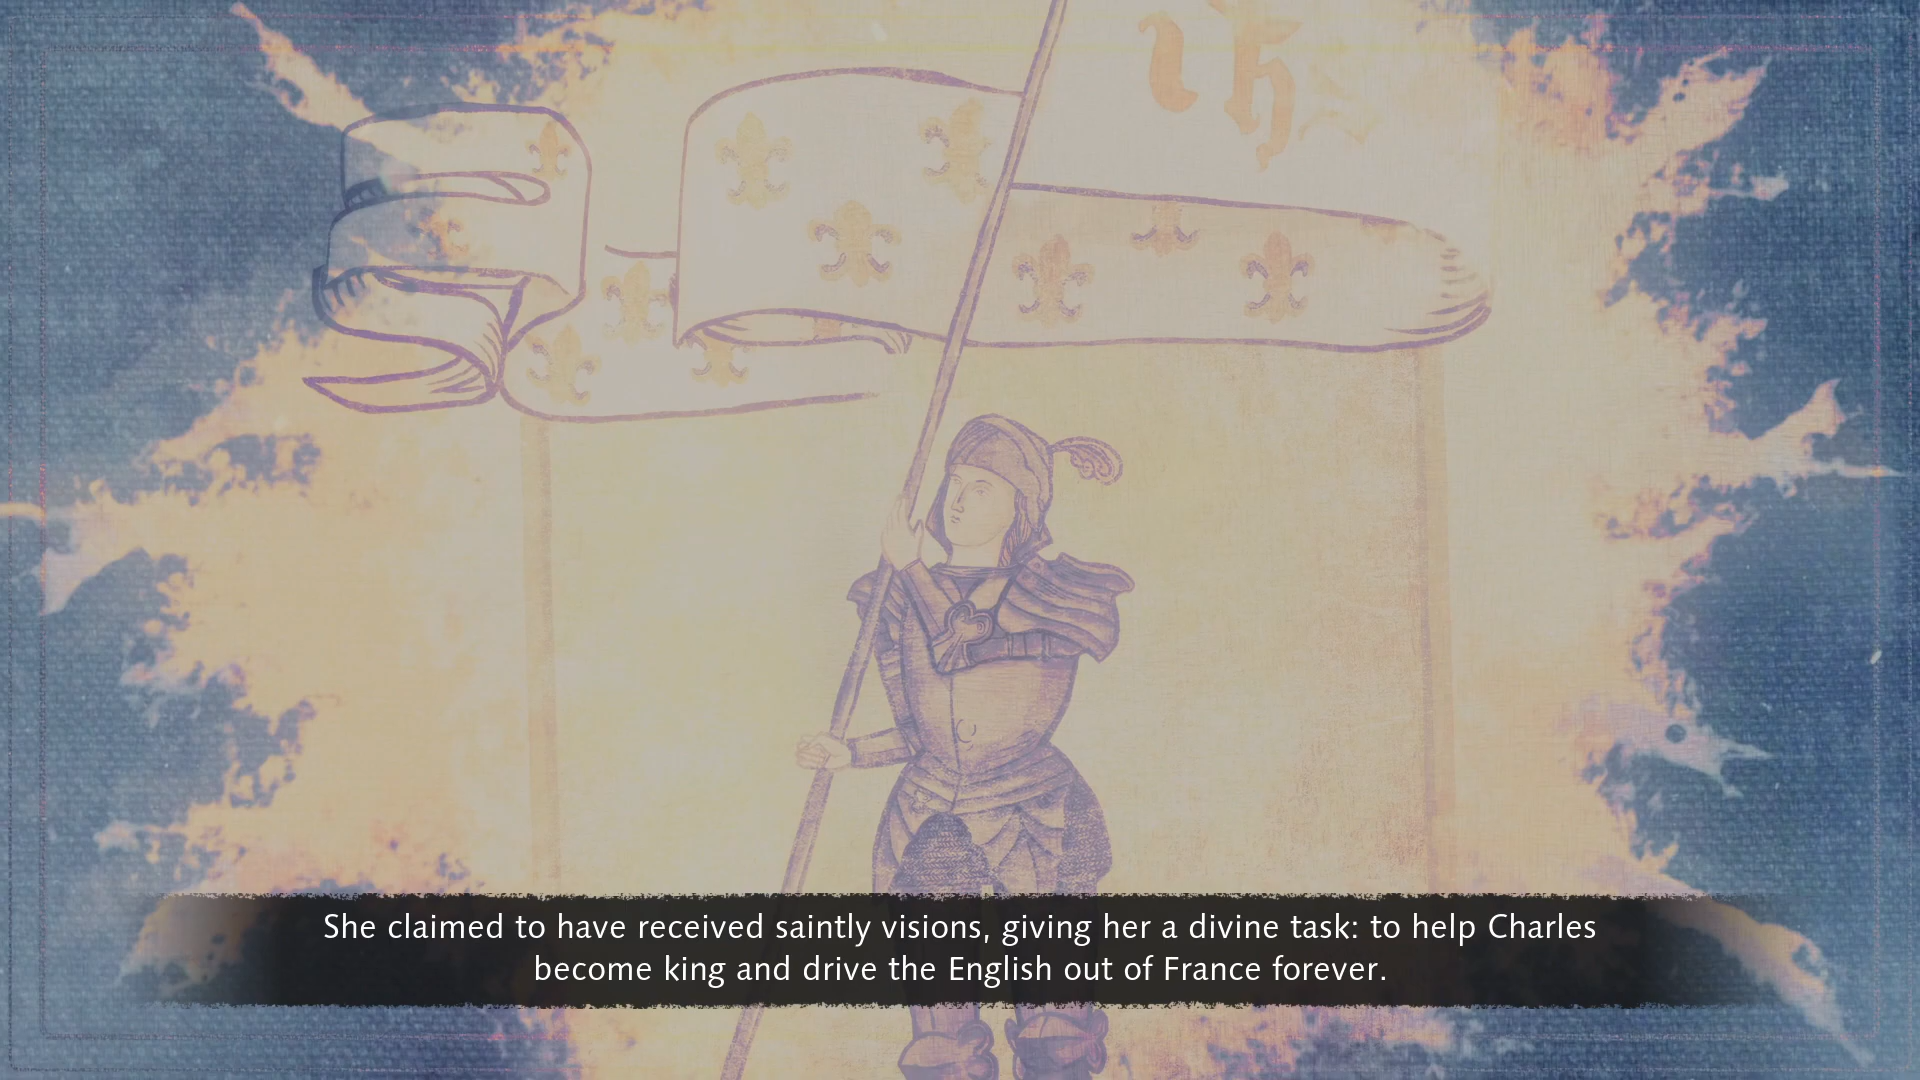 ih
She claimed to have received saintly visions, giving her a divine task: to help Charles
become king and drive the English out of France forever.